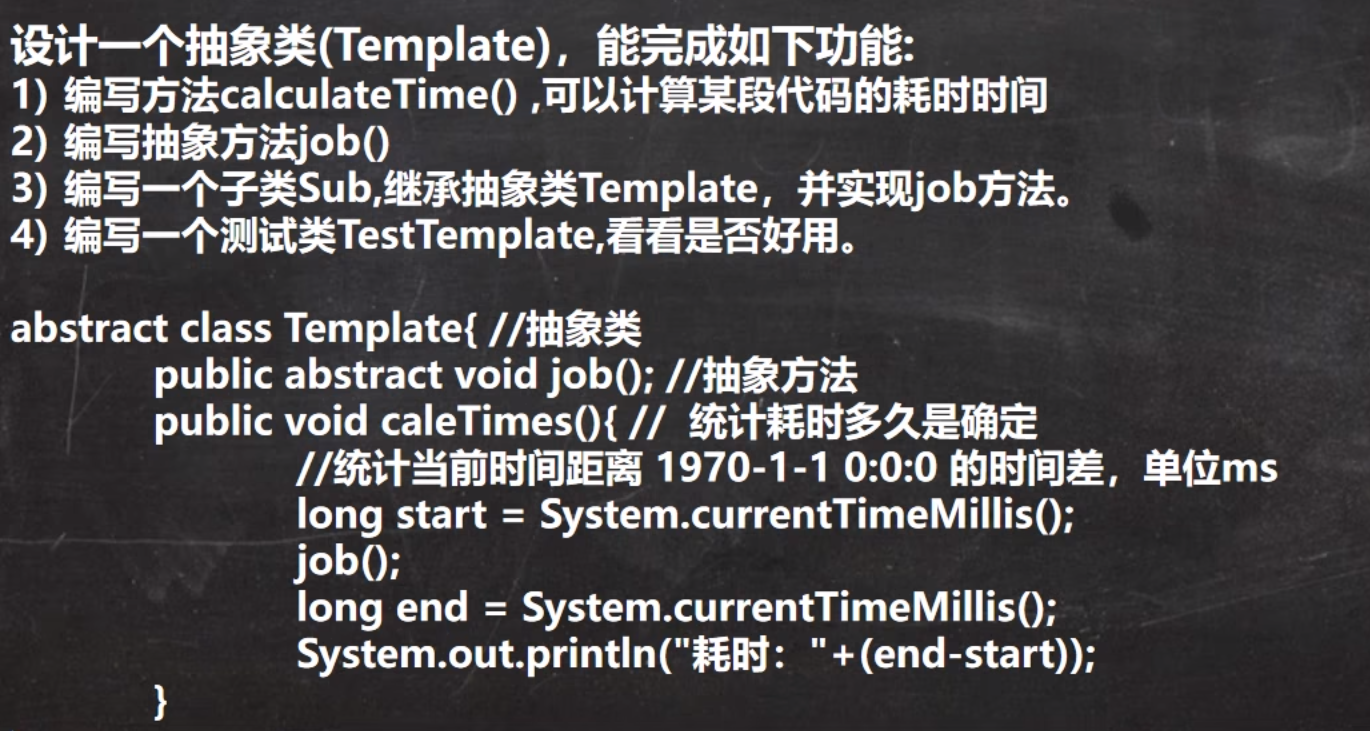 设计一个抽象类(Template)，能完成如下功能:
1) 编写方法calculateTime() ,可以计算某段代码的耗时时间
2) 编写抽象方法job()
3) 编写一个子类Sub,继承抽象类Template，并实现job方法。
4) 编写一个测试类TestTemplate,看看是否好用。
abstract class Template{ //抽象类
public abstract void job(); //抽象方法
public void caleTimes(){ // 统计耗时多久是确定
//统计当前时间距离 1970-1-1 0:0:0 的时间差，单位ms
long start = System.currentTimeMillis();
job();
long end = System.currentTimeMillis();
System.out.println("耗时："+(end-start));
}